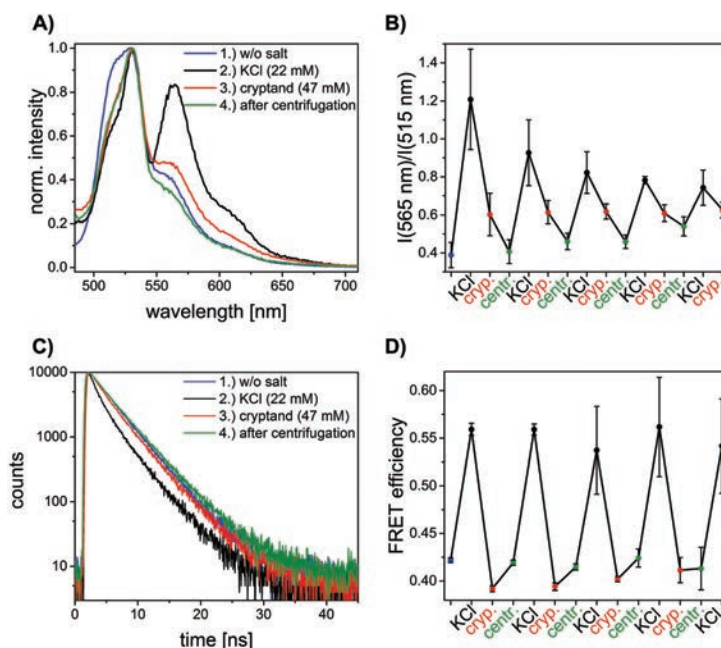 A)
1.) w/o salt
2.) KCl (22 mM)
3.) cryptand (47 mM)
4.) after centrifugation
norm. intensity
1.0
0.8
0.6
0.4
0.2
0.0
500 550 600 650 700
wavelength [nm]
B)
I(565 nm)/I(515 nm)
1.4
1.2
1.0
0.8
0.6
0.4
KCl cryp. centr. KCl cryp. centr. KCl cryp. centr. KCl cryp. centr. KCl cryp.
C)
1.) w/o salt
2.) KCl (22 mM)
3.) cryptand (47 mM)
4.) after centrifugation
counts
10000
1000
100
10
0 10 20 30 40
time [ns]
D)
FRET efficiency
0.60
0.55
0.50
0.45
0.40
KCl cryp. centr. KCl cryp. centr. KCl cryp. centr. KCl cryp. centr. KCl